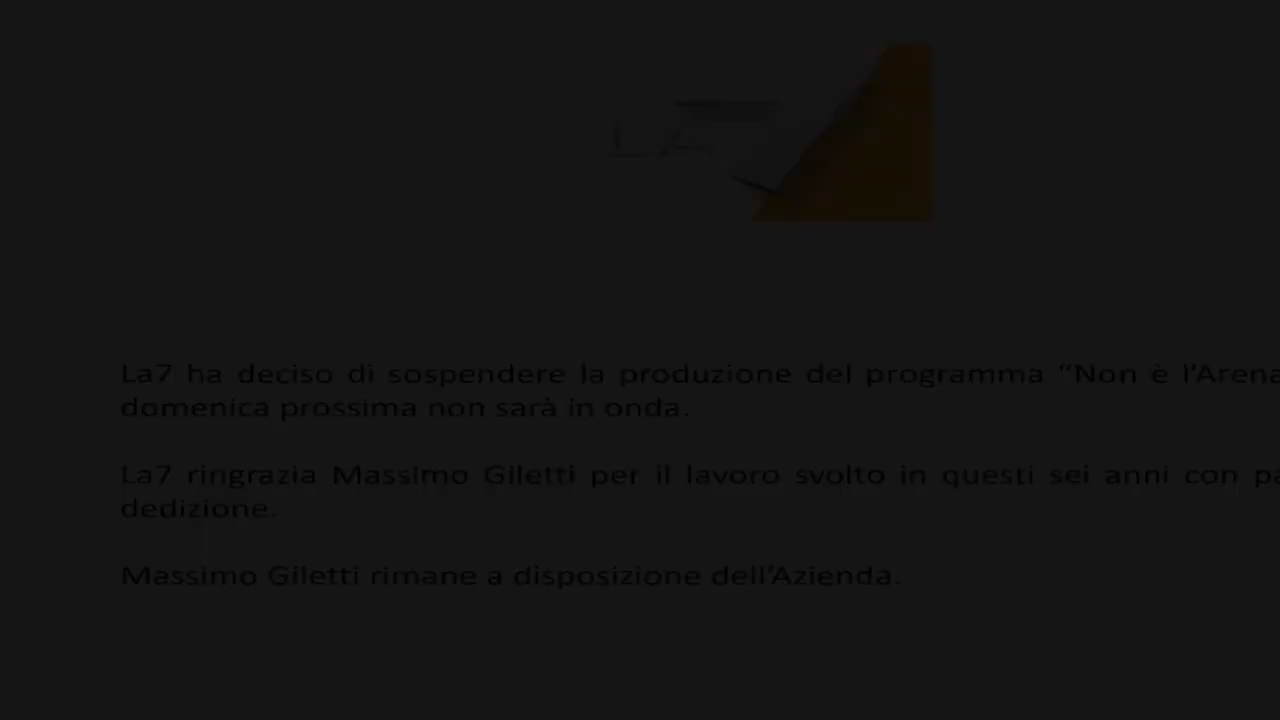 LA
La7 ha deciso di sospendere la produzione del programma “Non è l’Arena
domenica prossima non sarà in onda.
La7 ringrazia Massimo Giletti per il lavoro svolto in questi sei anni con
dedizione.
Massimo Giletti rimane a disposizione dell’Azienda.